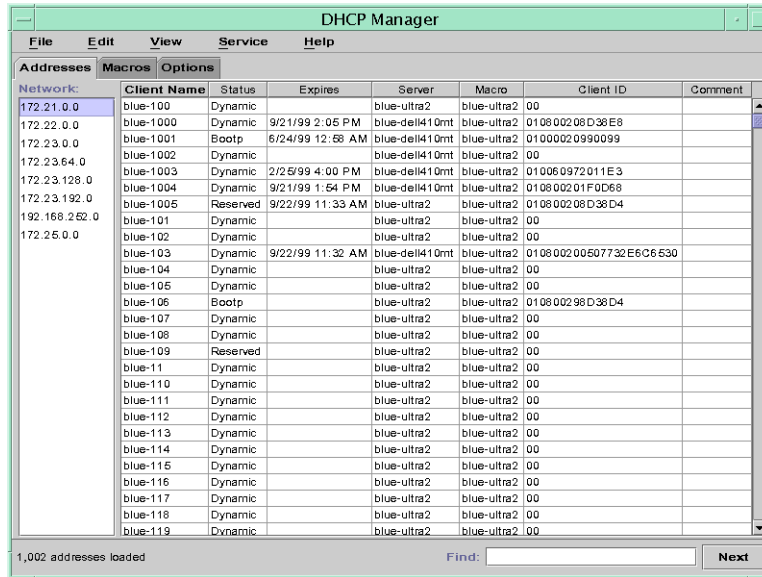 DHCP Manager
File Edit View Service Help
Addresses Macros Options
Network:
172.21.0.0
172.22.0.0
172.23.0.0
172.23.64.0
172.23.128.0
172.23.192.0
192.168.252.0
172.25.0.0
Client Name Status Expires Server Macro Client ID Comment
blue-100 Dynamic blue-ultra2 blue-ultra2 00
blue-1000 Dynamic 9/21/99 2:05 PM blue-dell410mt blue-ultra2 010800208D38E8
blue-1001 Bootp 6/24/99 12:58 AM blue-dell410mt blue-ultra2 01000020990099
blue-1002 Dynamic blue-ultra2 blue-ultra2 00
blue-1003 Dynamic 2/25/99 4:00 PM blue-dell410mt blue-ultra2 010060972011E3
blue-1004 Dynamic 9/21/99 1:54 PM blue-dell410mt blue-ultra2 010800201F0D68
blue-1005 Reserved 9/22/99 11:33 AM blue-ultra2 blue-ultra2 010800208D38D4
blue-101 Dynamic blue-ultra2 blue-ultra2 00
blue-102 Dynamic blue-ultra2 blue-ultra2 00
blue-103 Dynamic 9/22/99 11:32 AM blue-dell410mt blue-ultra2 010800200507732E6C6530
blue-104 Dynamic blue-ultra2 blue-ultra2 00
blue-105 Dynamic blue-ultra2 blue-ultra2 00
blue-106 Bootp blue-ultra2 blue-ultra2 010800298D38D4
blue-107 Dynamic blue-ultra2 blue-ultra2 00
blue-108 Dynamic blue-ultra2 blue-ultra2 00
blue-109 Reserved blue-ultra2 blue-ultra2 00
blue-11 Dynamic blue-ultra2 blue-ultra2 00
blue-110 Dynamic blue-ultra2 blue-ultra2 00
blue-111 Dynamic blue-ultra2 blue-ultra2 00
blue-112 Dynamic blue-ultra2 blue-ultra2 00
blue-113 Dynamic blue-ultra2 blue-ultra2 00
blue-114 Dynamic blue-ultra2 blue-ultra2 00
blue-115 Dynamic blue-ultra2 blue-ultra2 00
blue-116 Dynamic blue-ultra2 blue-ultra2 00
blue-117 Dynamic blue-ultra2 blue-ultra2 00
blue-118 Dynamic blue-ultra2 blue-ultra2 00
blue-119 Dynamic blue-ultra2 blue-ultra2 00
1,002 addresses loaded Find: Next